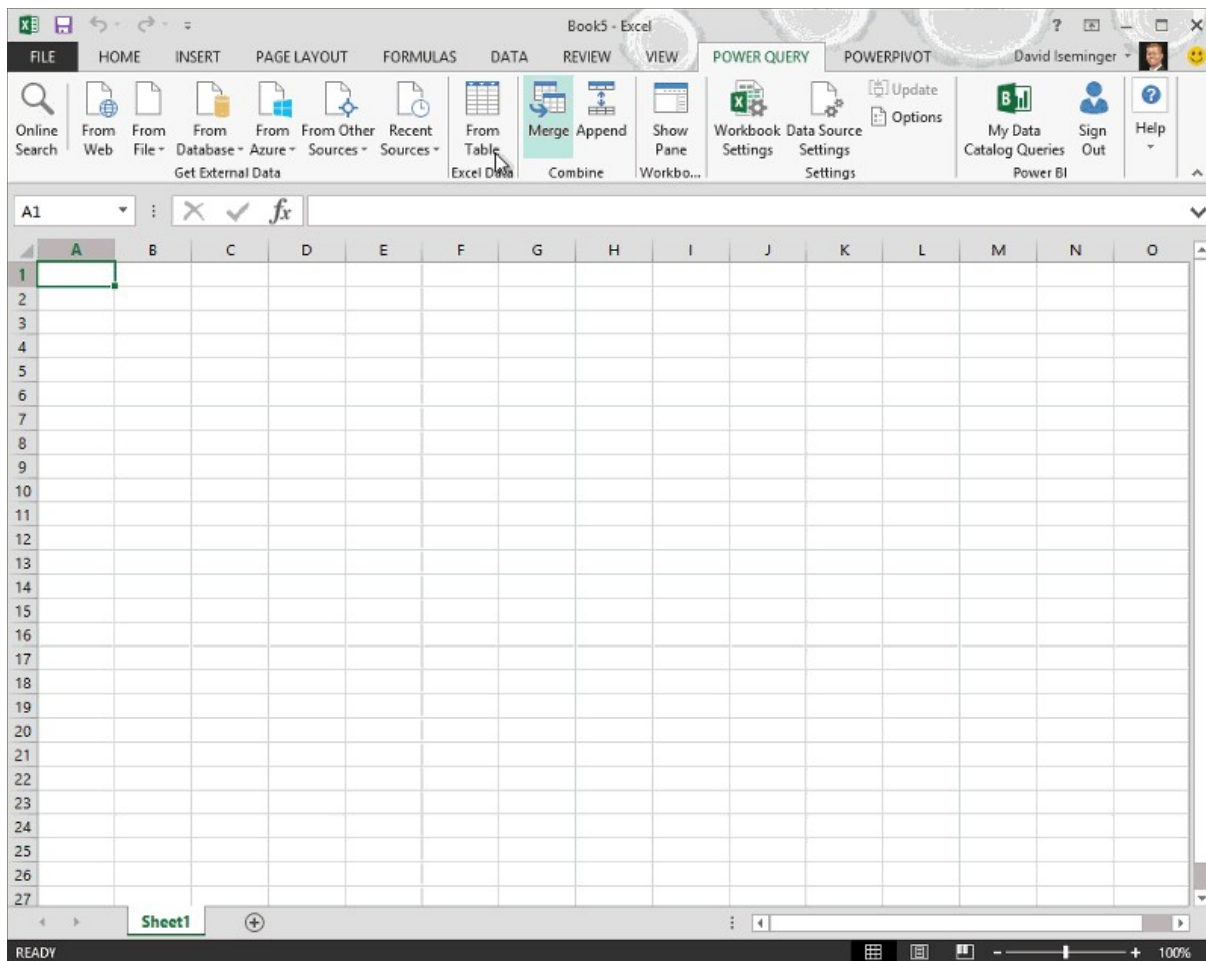 Book5 - Excel
?
FILE HOME INSERT PAGE LAYOUT FORMULAS DATA REVIEW VIEW POWER QUERY POWERPIVOT David Iseminger
Online Search
From Web
From File
From Database
From Azure
From Other Sources
Recent Sources
From Table
Merge
Append
Show Pane
Workbook Settings
Data Source Settings
Update
Options
My Data Catalog Queries
Sign Out
Help
Get External Data
Excel Data
Combine
Workbo...
Settings
Power BI
A1 fx
A B C D E F G H I J K L M N O
1
2
3
4
5
6
7
8
9
10
11
12
13
14
15
16
17
18
19
20
21
22
23
24
25
26
27
Sheet1
READY 100%